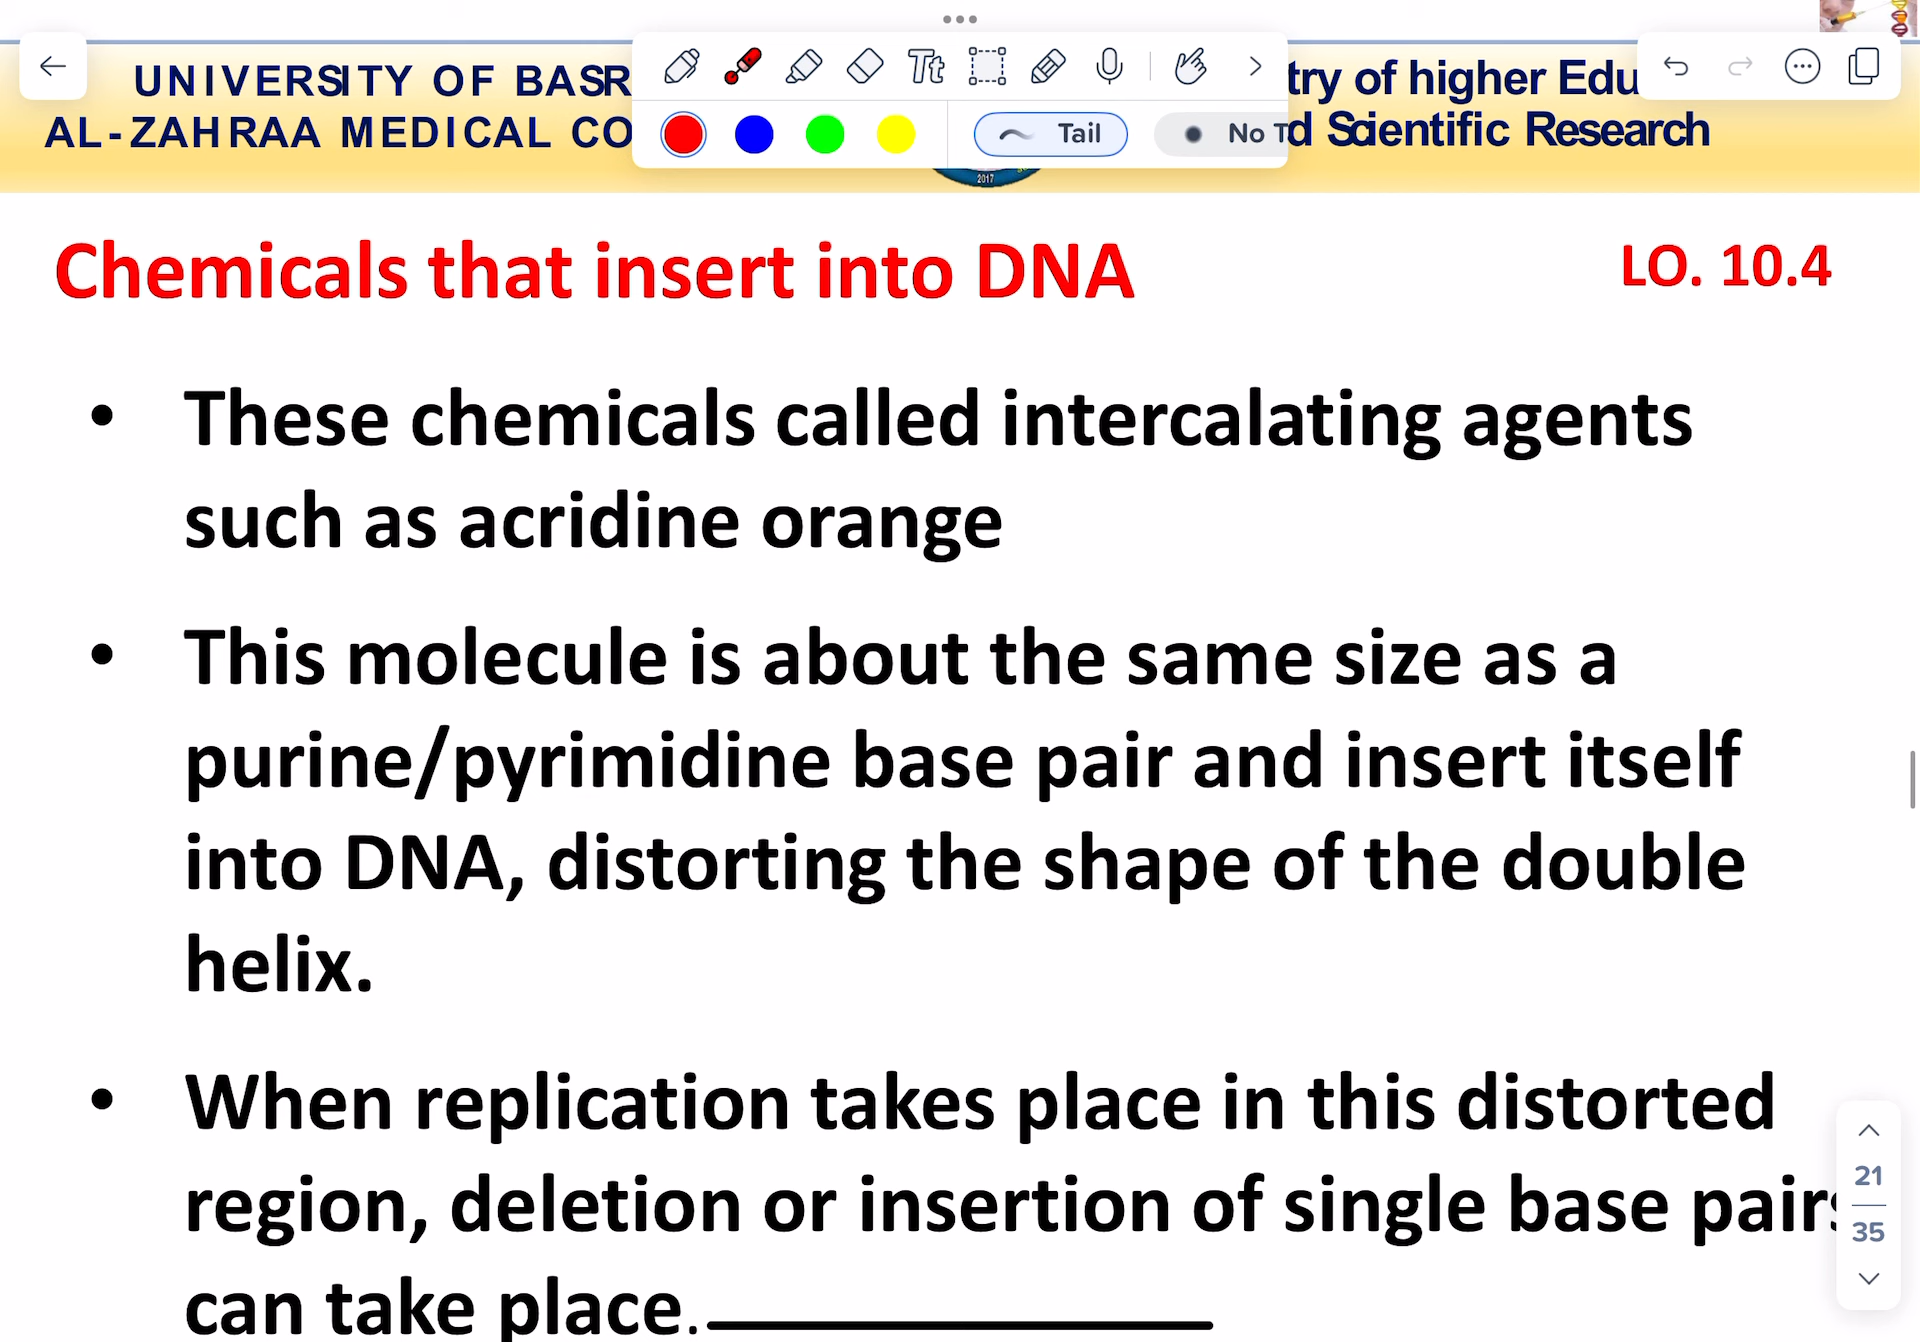 UNIVERSITY OF BASR
AL-ZAHRAA MEDICAL CO
Tt
Tail
No T
try of higher Edu
d Scientific Research
2017
Chemicals that insert into DNA
LO. 10.4
• These chemicals called intercalating agents
such as acridine orange
• This molecule is about the same size as a
purine/pyrimidine base pair and insert itself
into DNA, distorting the shape of the double
helix.
• When replication takes place in this distorted
region, deletion or insertion of single base pairs
can take place.
21
35